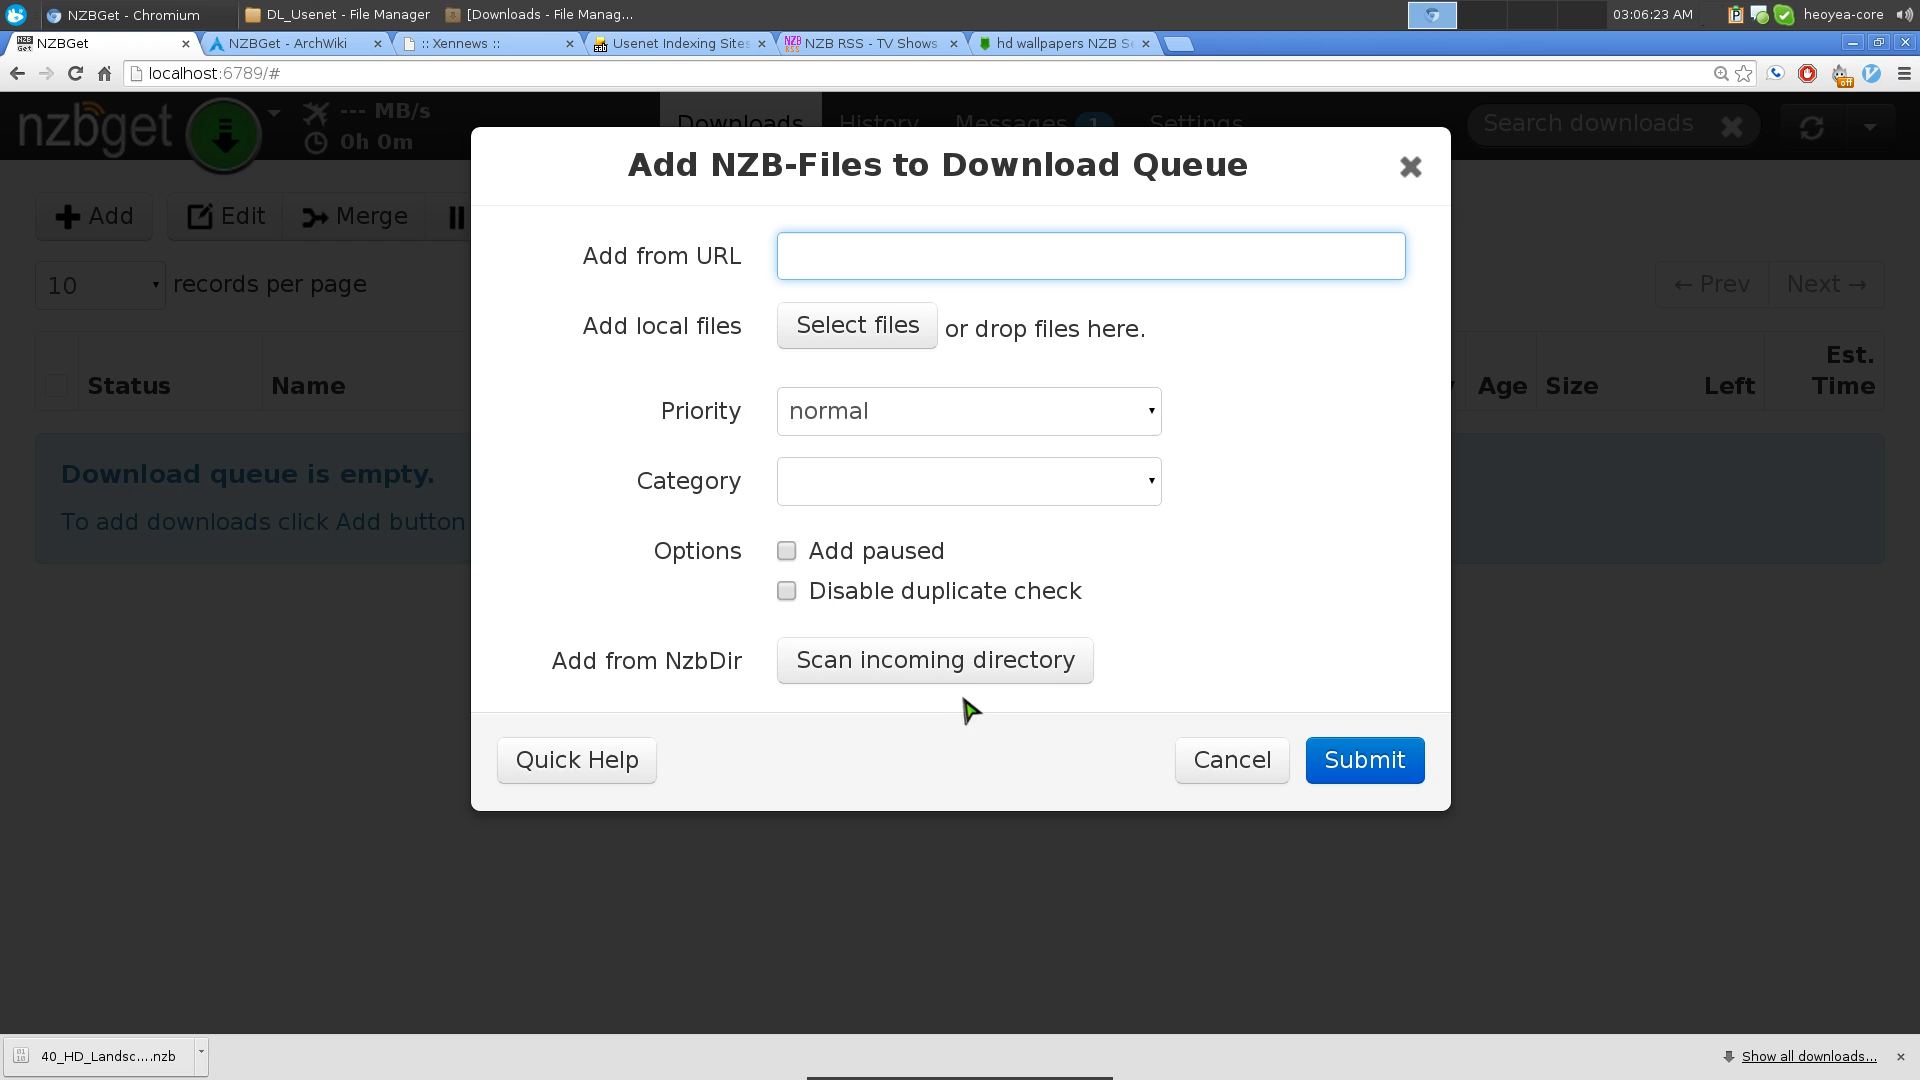 NZBGet - Chromium
DL_Usenet - File Manager
[Downloads - File Manag...
03:06:23 AM
heoyea-core
NZBGet
NZBGet - ArchWiki
:: Xennews ::
Usenet Indexing Sites
NZB RSS - TV Shows
hd wallpapers NZB Se
localhost:6789/#
off
nzbget
--- MB/s
0h 0m
Downloads
History
Messages 1
Settings
Search downloads
Add
Edit
Merge
10 records per page
← Prev
Next →
Status
Name
Age
Size
Left
Est.
Time
Download queue is empty.
To add downloads click Add button
Add NZB-Files to Download Queue
Add from URL
Add local files
Select files
or drop files here.
Priority
normal
Category
Options
Add paused
Disable duplicate check
Add from NzbDir
Scan incoming directory
Quick Help
Cancel
Submit
40_HD_Landsc....nzb
Show all downloads...